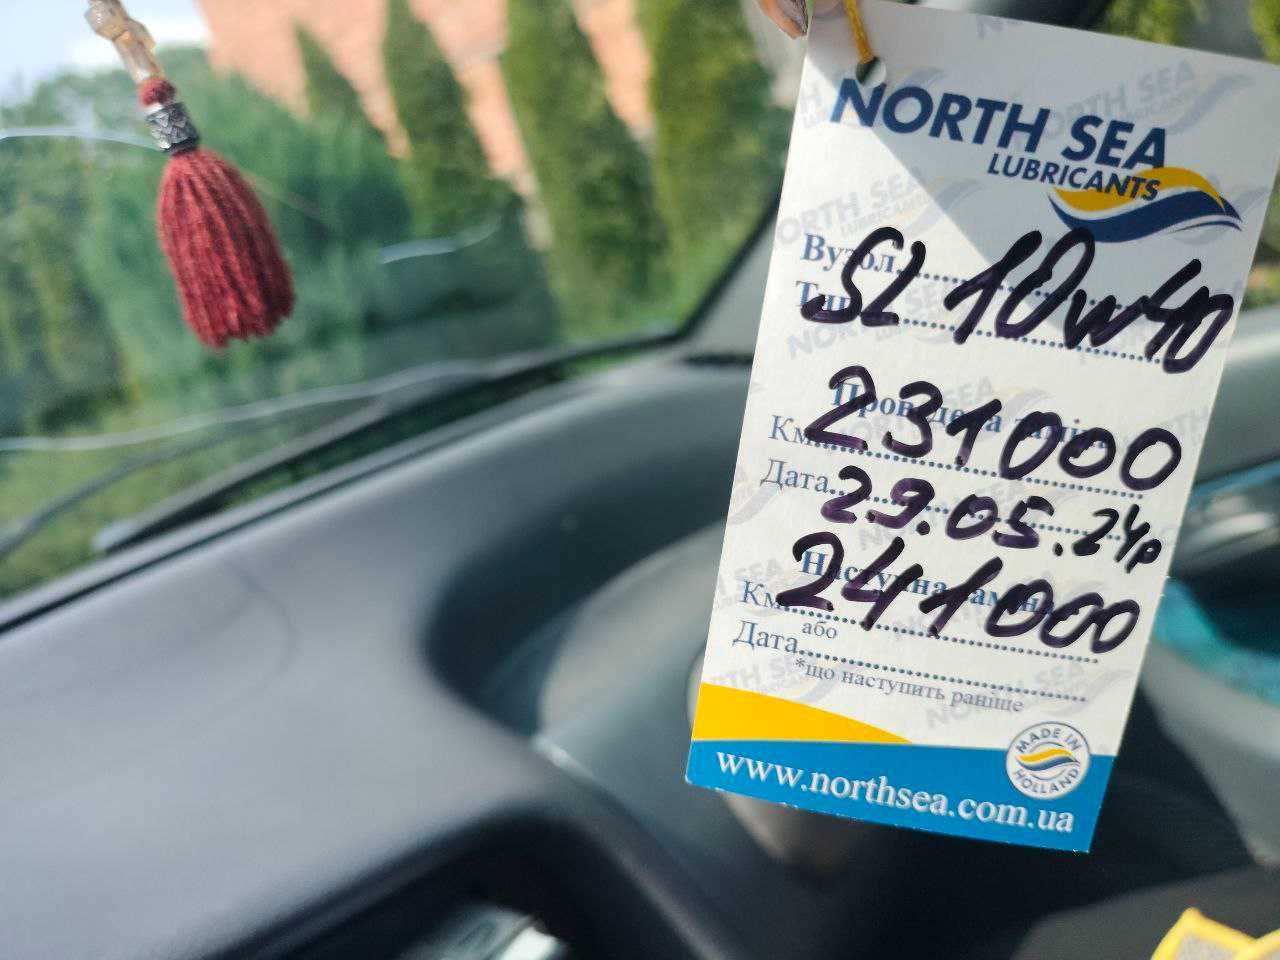 NORTH SEA
LUBRICANTS
Вузол
Тип SL 10w40
Проведена заміна
Км 231000
Дата 29.05.24р
Наступна заміна
Км 241000
або
Дата
*що наступить раніше
MADE IN HOLLAND
www.northsea.com.ua